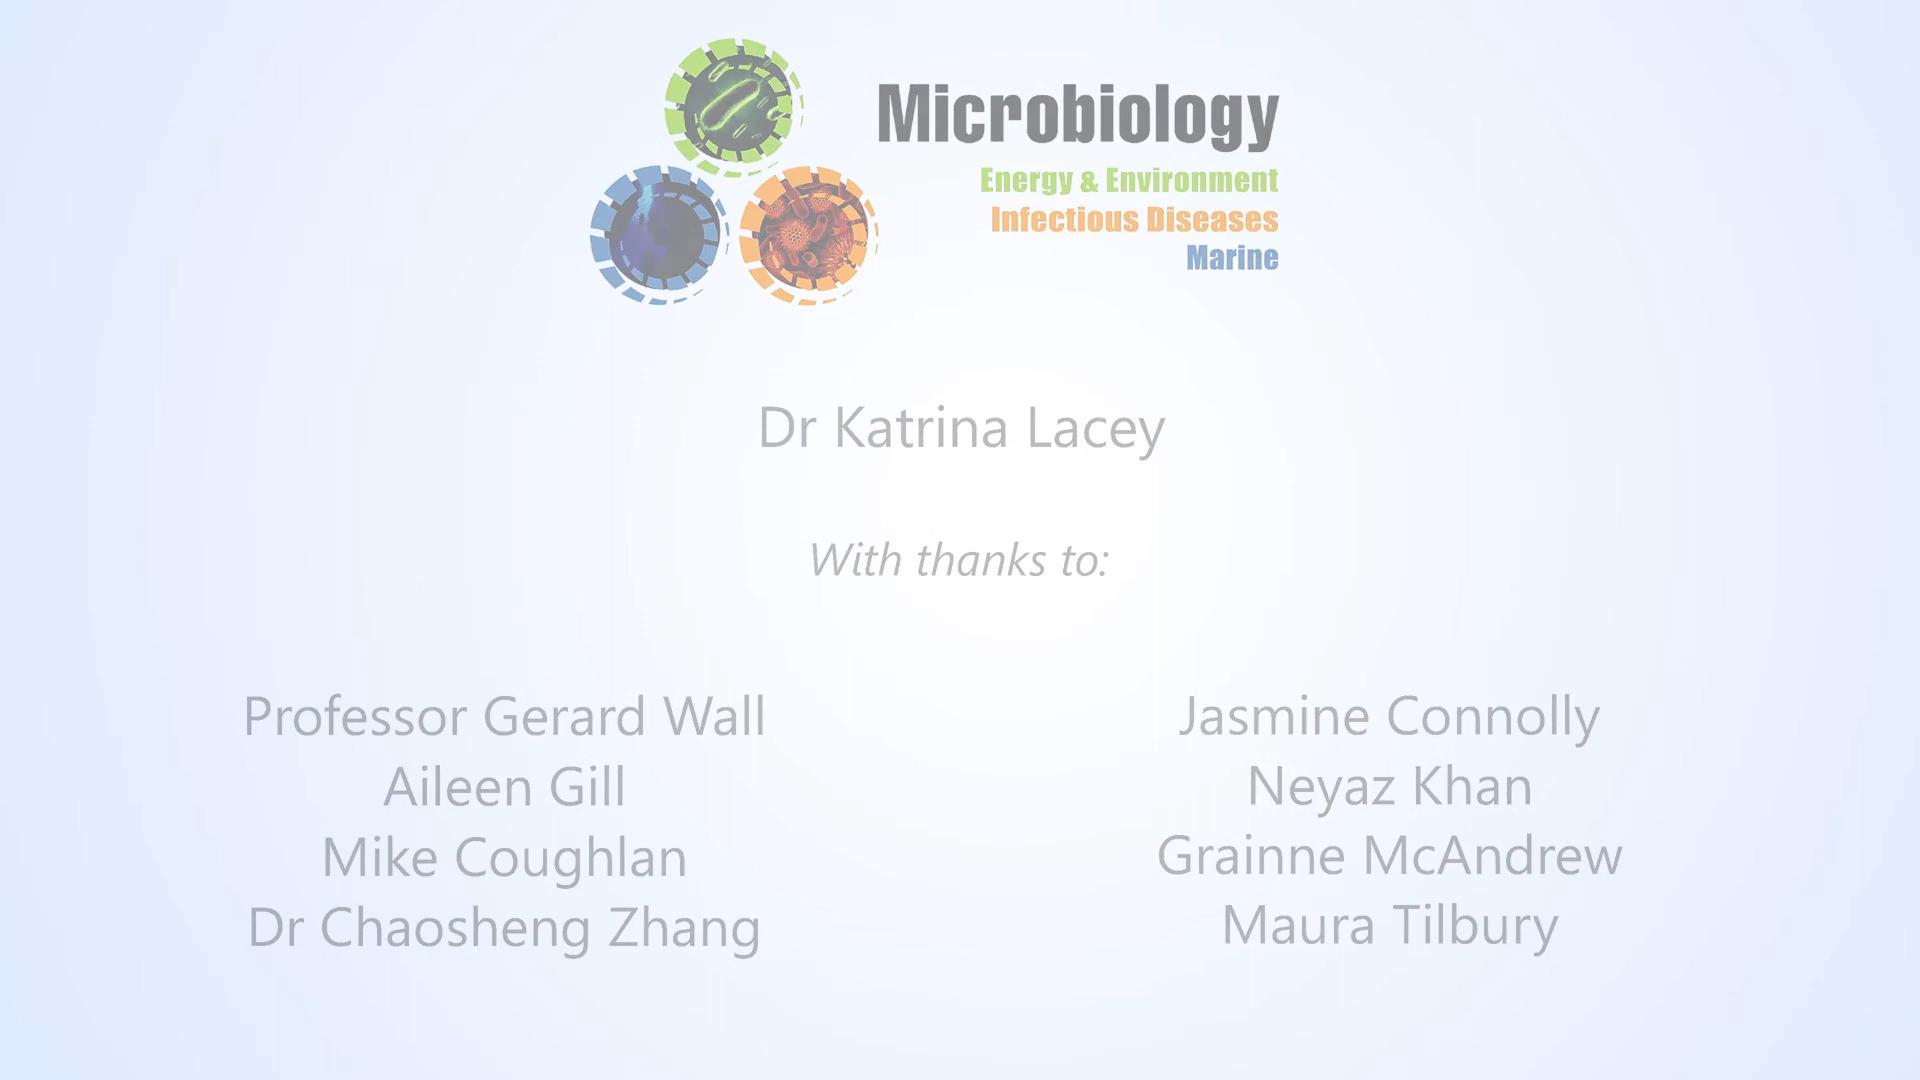 Microbiology
Energy & Environment
Infectious Diseases
Marine
Dr Katrina Lacey
With thanks to:
Professor Gerard Wall
Aileen Gill
Mike Coughlan
Dr Chaosheng Zhang
Jasmine Connolly
Neyaz Khan
Grainne McAndrew
Maura Tilbury